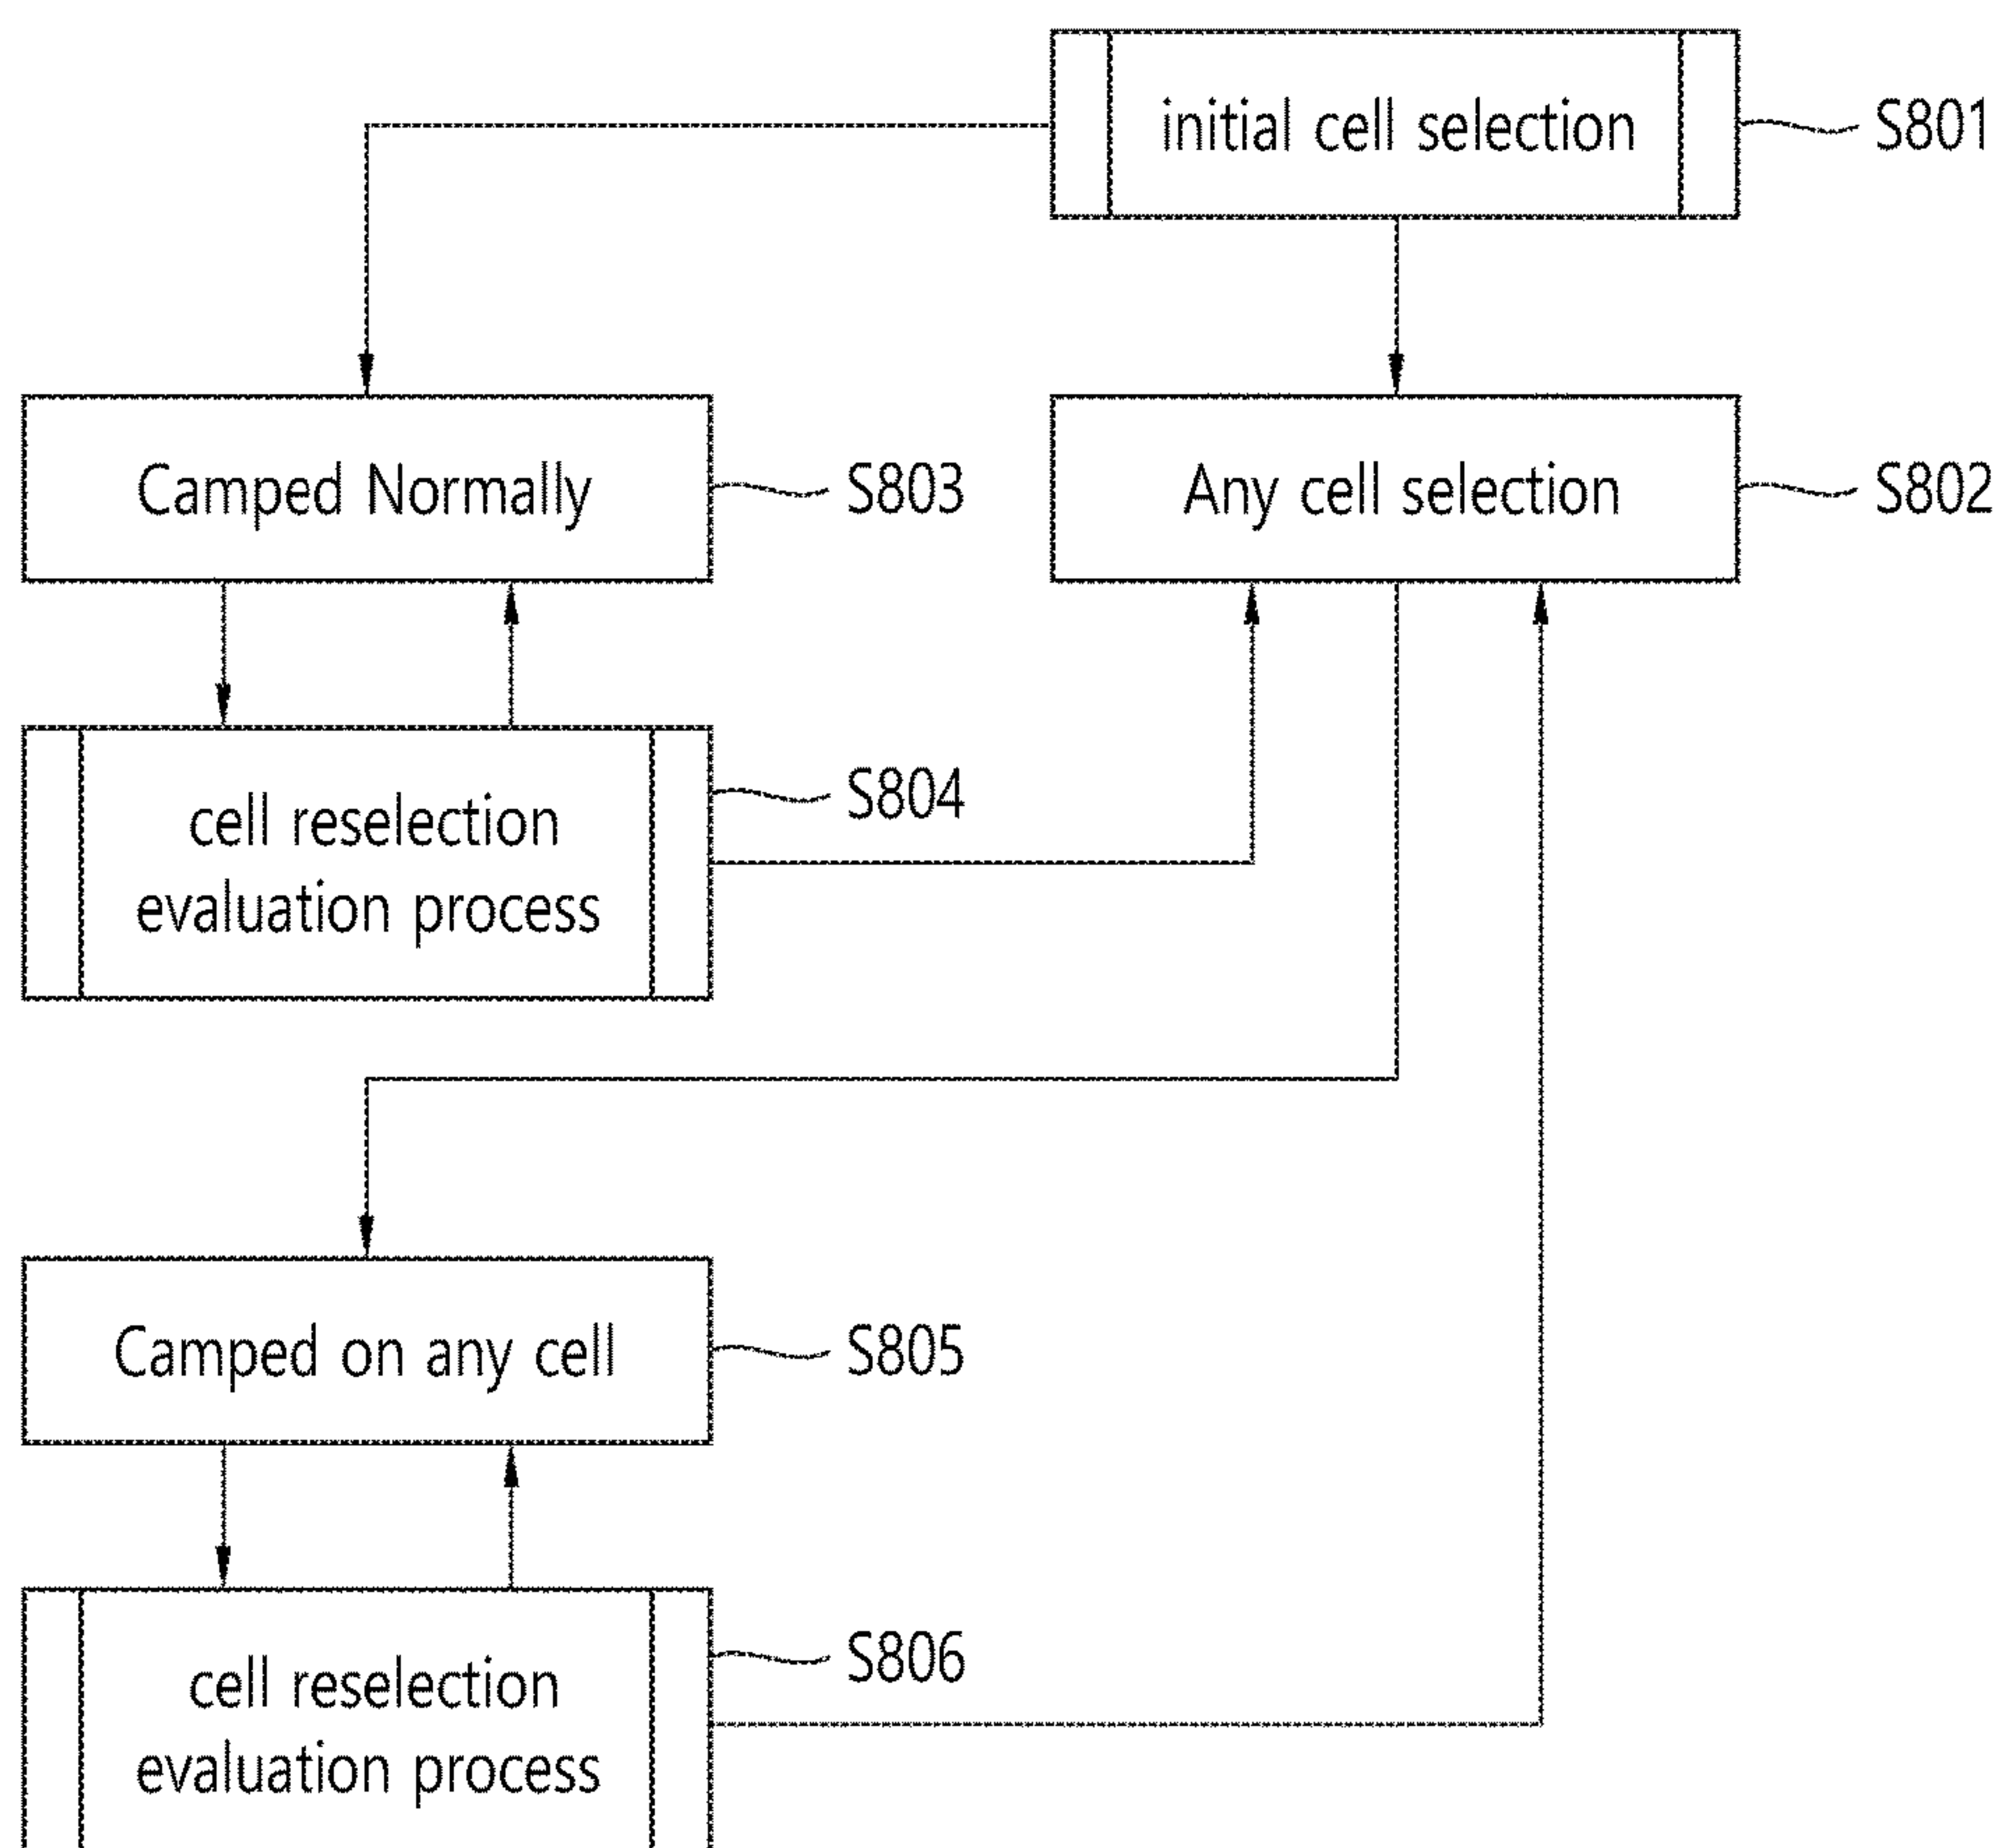 initial cell selection
S801
Camped Normally
S803
Any cell selection
S802
cell reselection
evaluation process
S804
Camped on any cell
S805
cell reselection
evaluation process
S806